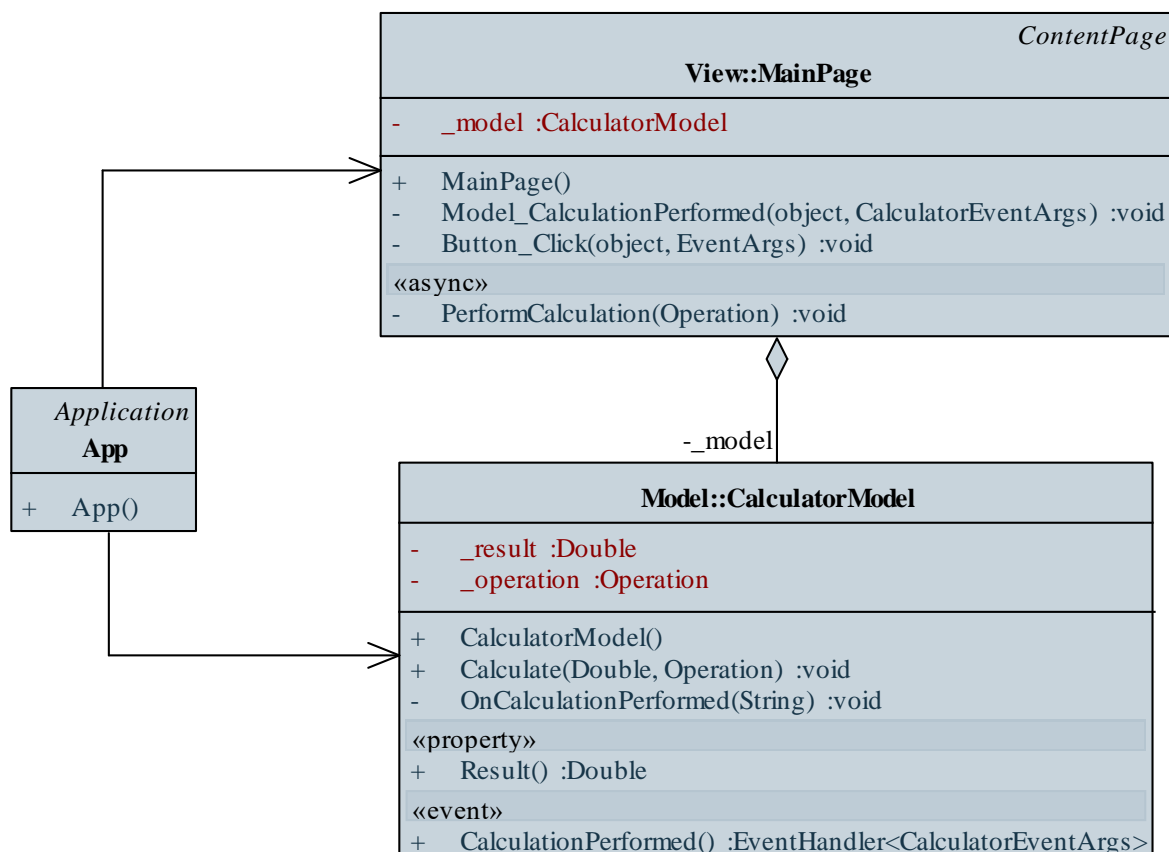 ContentPage
View::MainPage
- _model :CalculatorModel
+ MainPage()
- Model_CalculationPerformed(object, CalculatorEventArgs) :void
- Button_Click(object, EventArgs) :void
«async»
- PerformCalculation(Operation) :void
Application
App
+ App()
-_model
Model::CalculatorModel
- _result :Double
- _operation :Operation
+ CalculatorModel()
+ Calculate(Double, Operation) :void
- OnCalculationPerformed(String) :void
«property»
+ Result() :Double
«event»
+ CalculationPerformed() :EventHandler<CalculatorEventArgs>